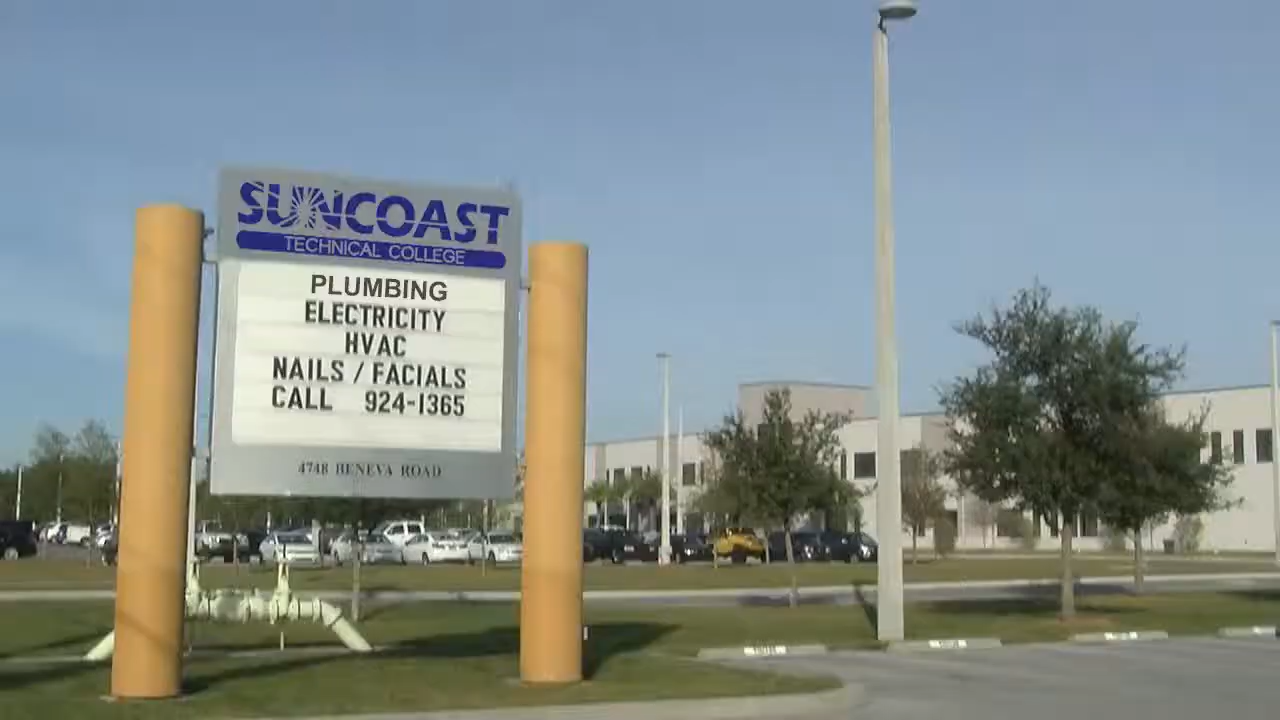 SUNCOAST
TECHNICAL COLLEGE
PLUMBING
ELECTRICITY
HVAC
NAILS / FACIALS
CALL 924-1365
4748 BENEVA ROAD